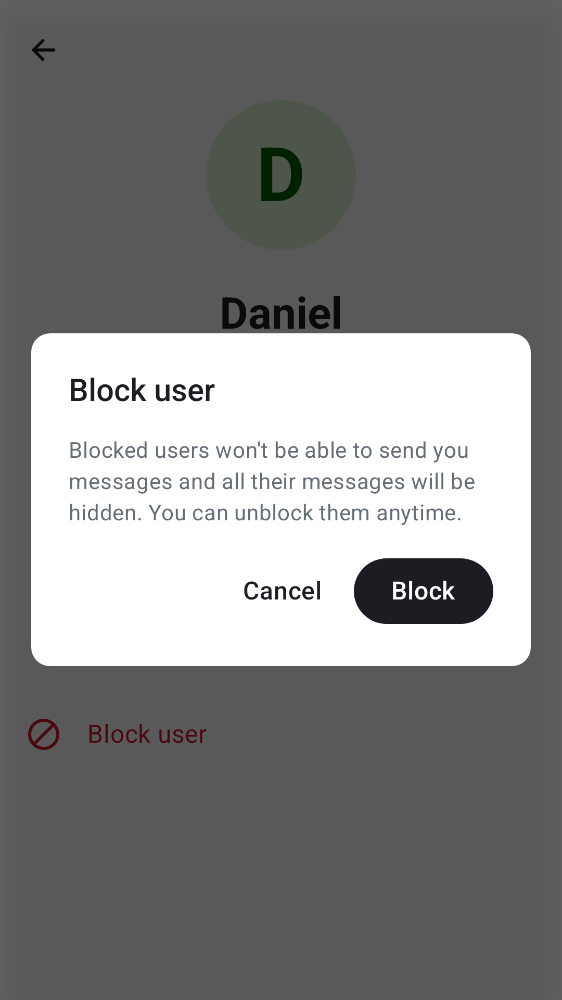 D
Daniel
Block user
Blocked users won't be able to send you
messages and all their messages will be
hidden. You can unblock them anytime.
Cancel Block
Block user